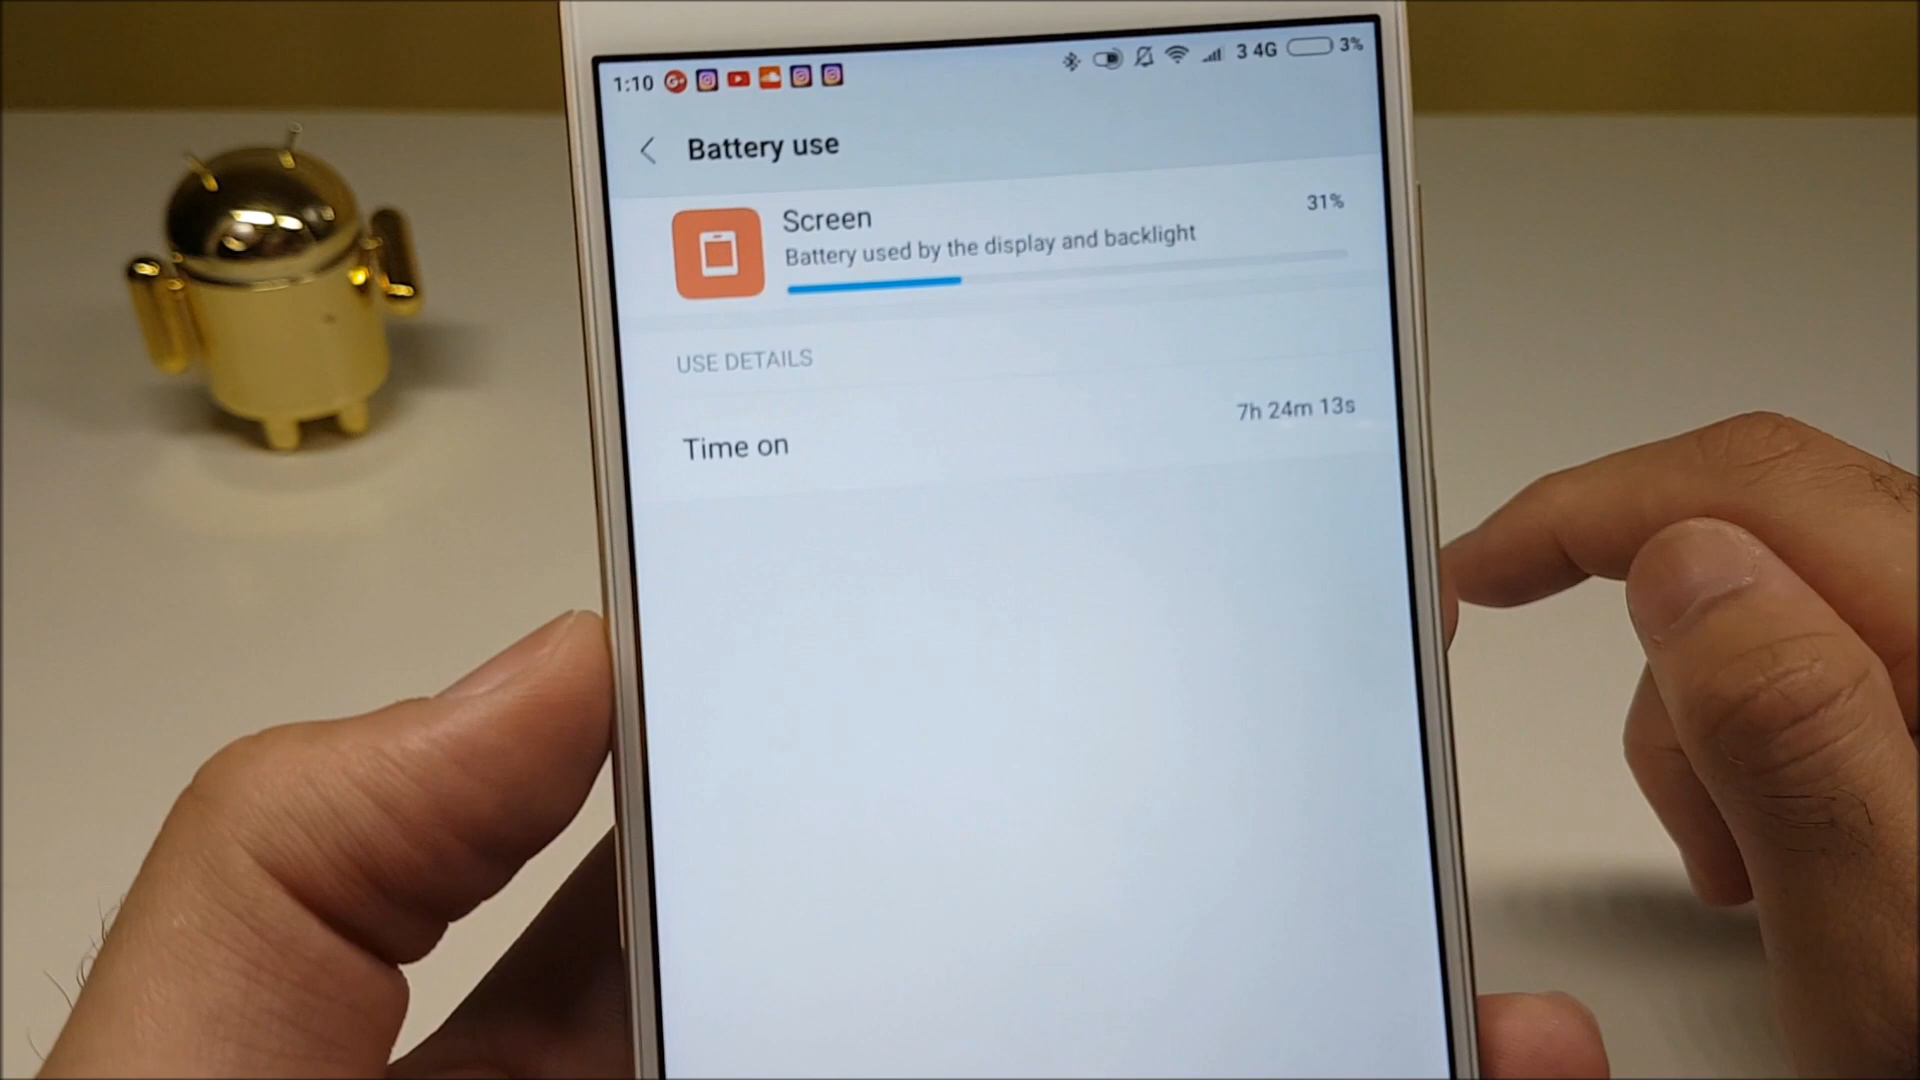 1:10 3 4G 3%
Battery use
Screen 31%
Battery used by the display and backlight
USE DETAILS
Time on 7h 24m 13s